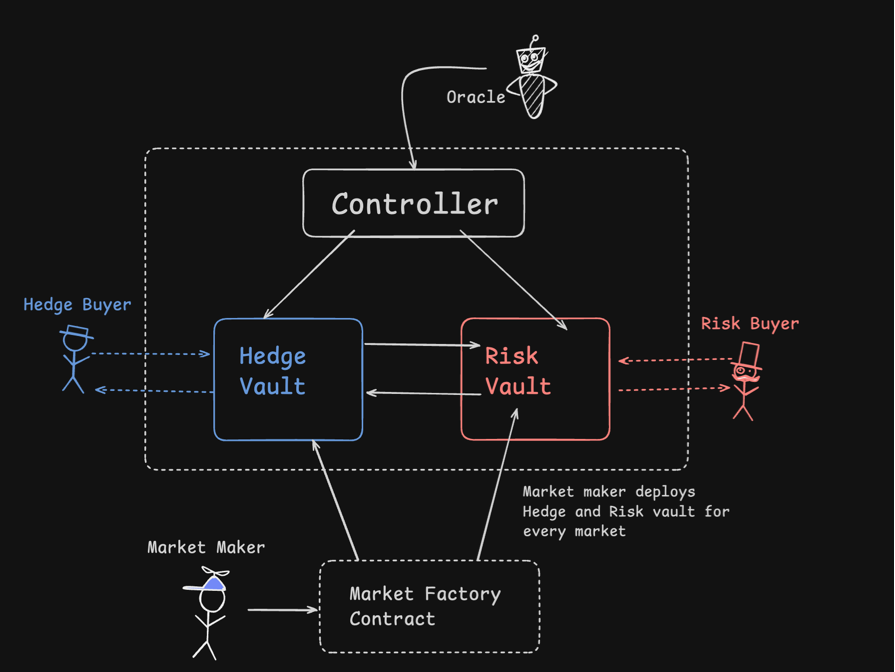 Oracle
Controller
Hedge Buyer
Risk Buyer
Hedge
Vault
Risk
Vault
Market maker deploys
Hedge and Risk vault for
every market
Market Maker
Market Factory
Contract